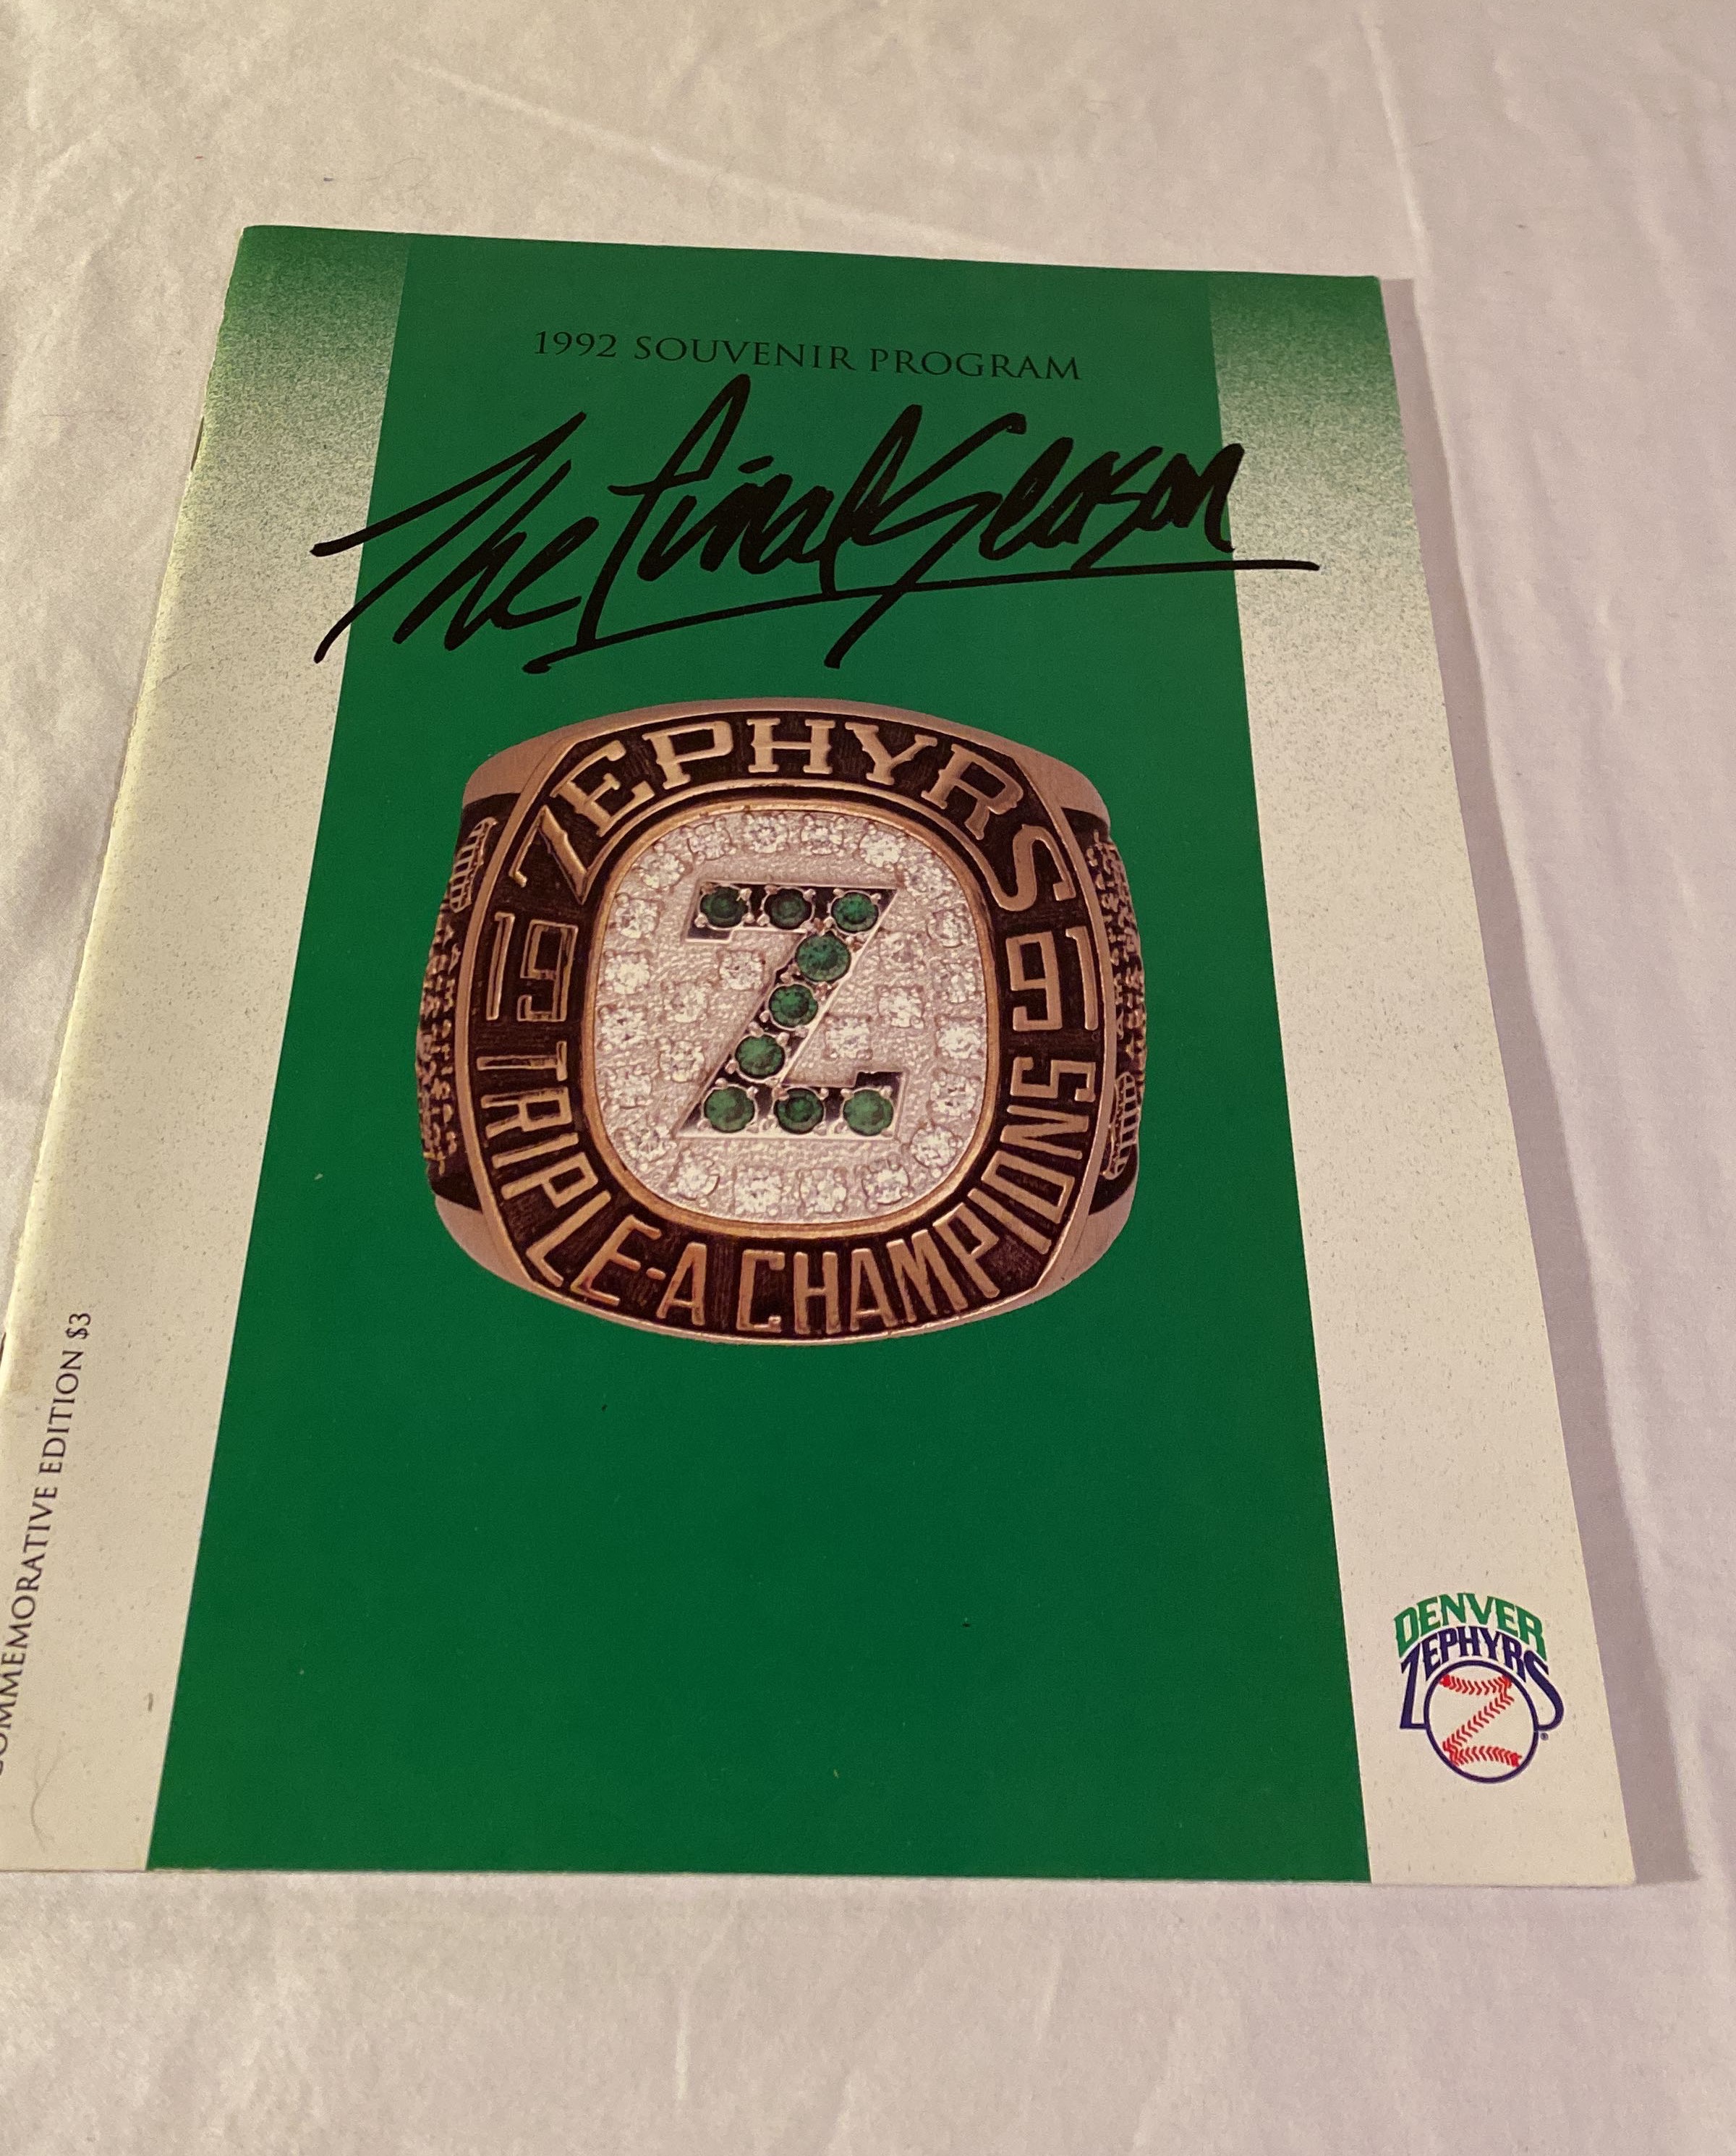 1992 SOUVENIR PROGRAM
The Final Season
ZEPHYRS
19 91
TRIPLE-A CHAMPIONS
COMMEMORATIVE EDITION $3
DENVER
ZEPHYRS